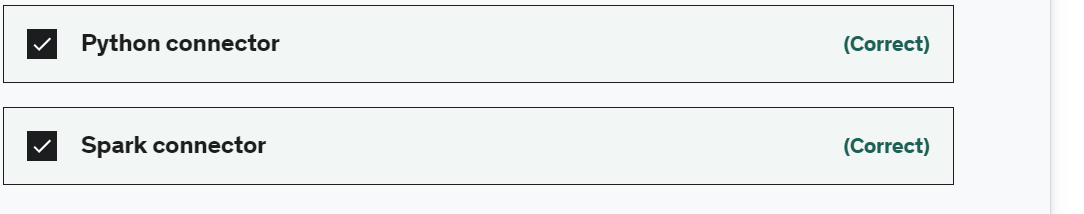 Python connector (Correct)
Spark connector (Correct)